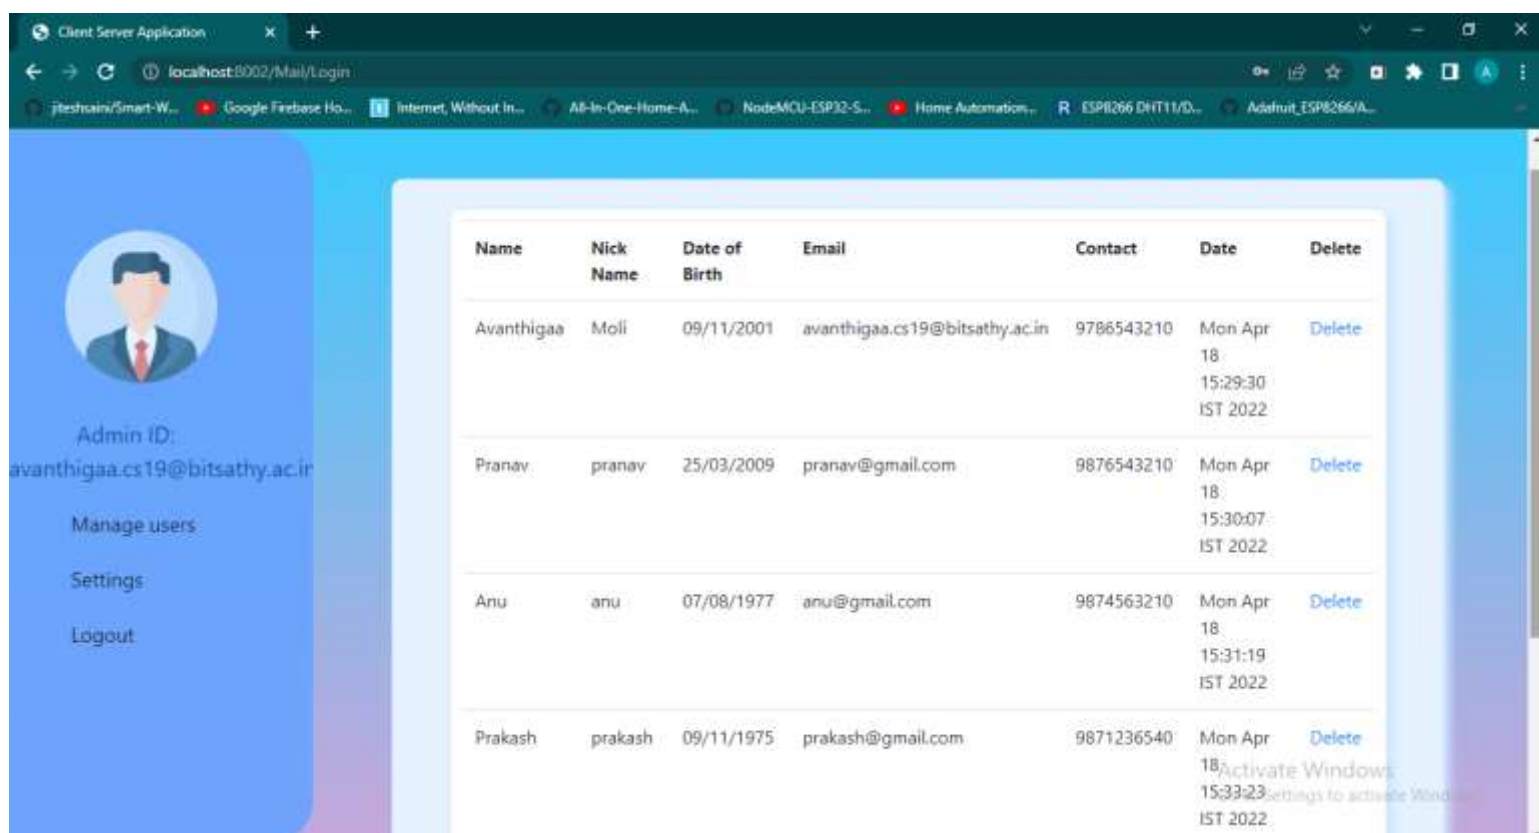 Client Server Application
localhost:8002/Mail/Login
jiteshsaini/Smart-W...
Google Firebase Ho...
Internet, Without In...
All-In-One-Home-A...
NodeMCU-ESP32-S...
Home Automation...
R ESP8266 DHT11/D...
Adafruit_ESP8266/A...
A
Admin ID:
avanthigaa.cs19@bitsathy.ac.in
Manage users
Settings
Logout
Name Nick Name Date of Birth Email Contact Date Delete
Avanthigaa Moli 09/11/2001 avanthigaa.cs19@bitsathy.ac.in 9786543210 Mon Apr 18 15:29:30 IST 2022 Delete
Pranav pranav 25/03/2009 pranav@gmail.com 9876543210 Mon Apr 18 15:30:07 IST 2022 Delete
Anu anu 07/08/1977 anu@gmail.com 9874563210 Mon Apr 18 15:31:19 IST 2022 Delete
Prakash prakash 09/11/1975 prakash@gmail.com 9871236540 Mon Apr 18 15:33:23 IST 2022 Delete
Activate Windows
Settings to activate